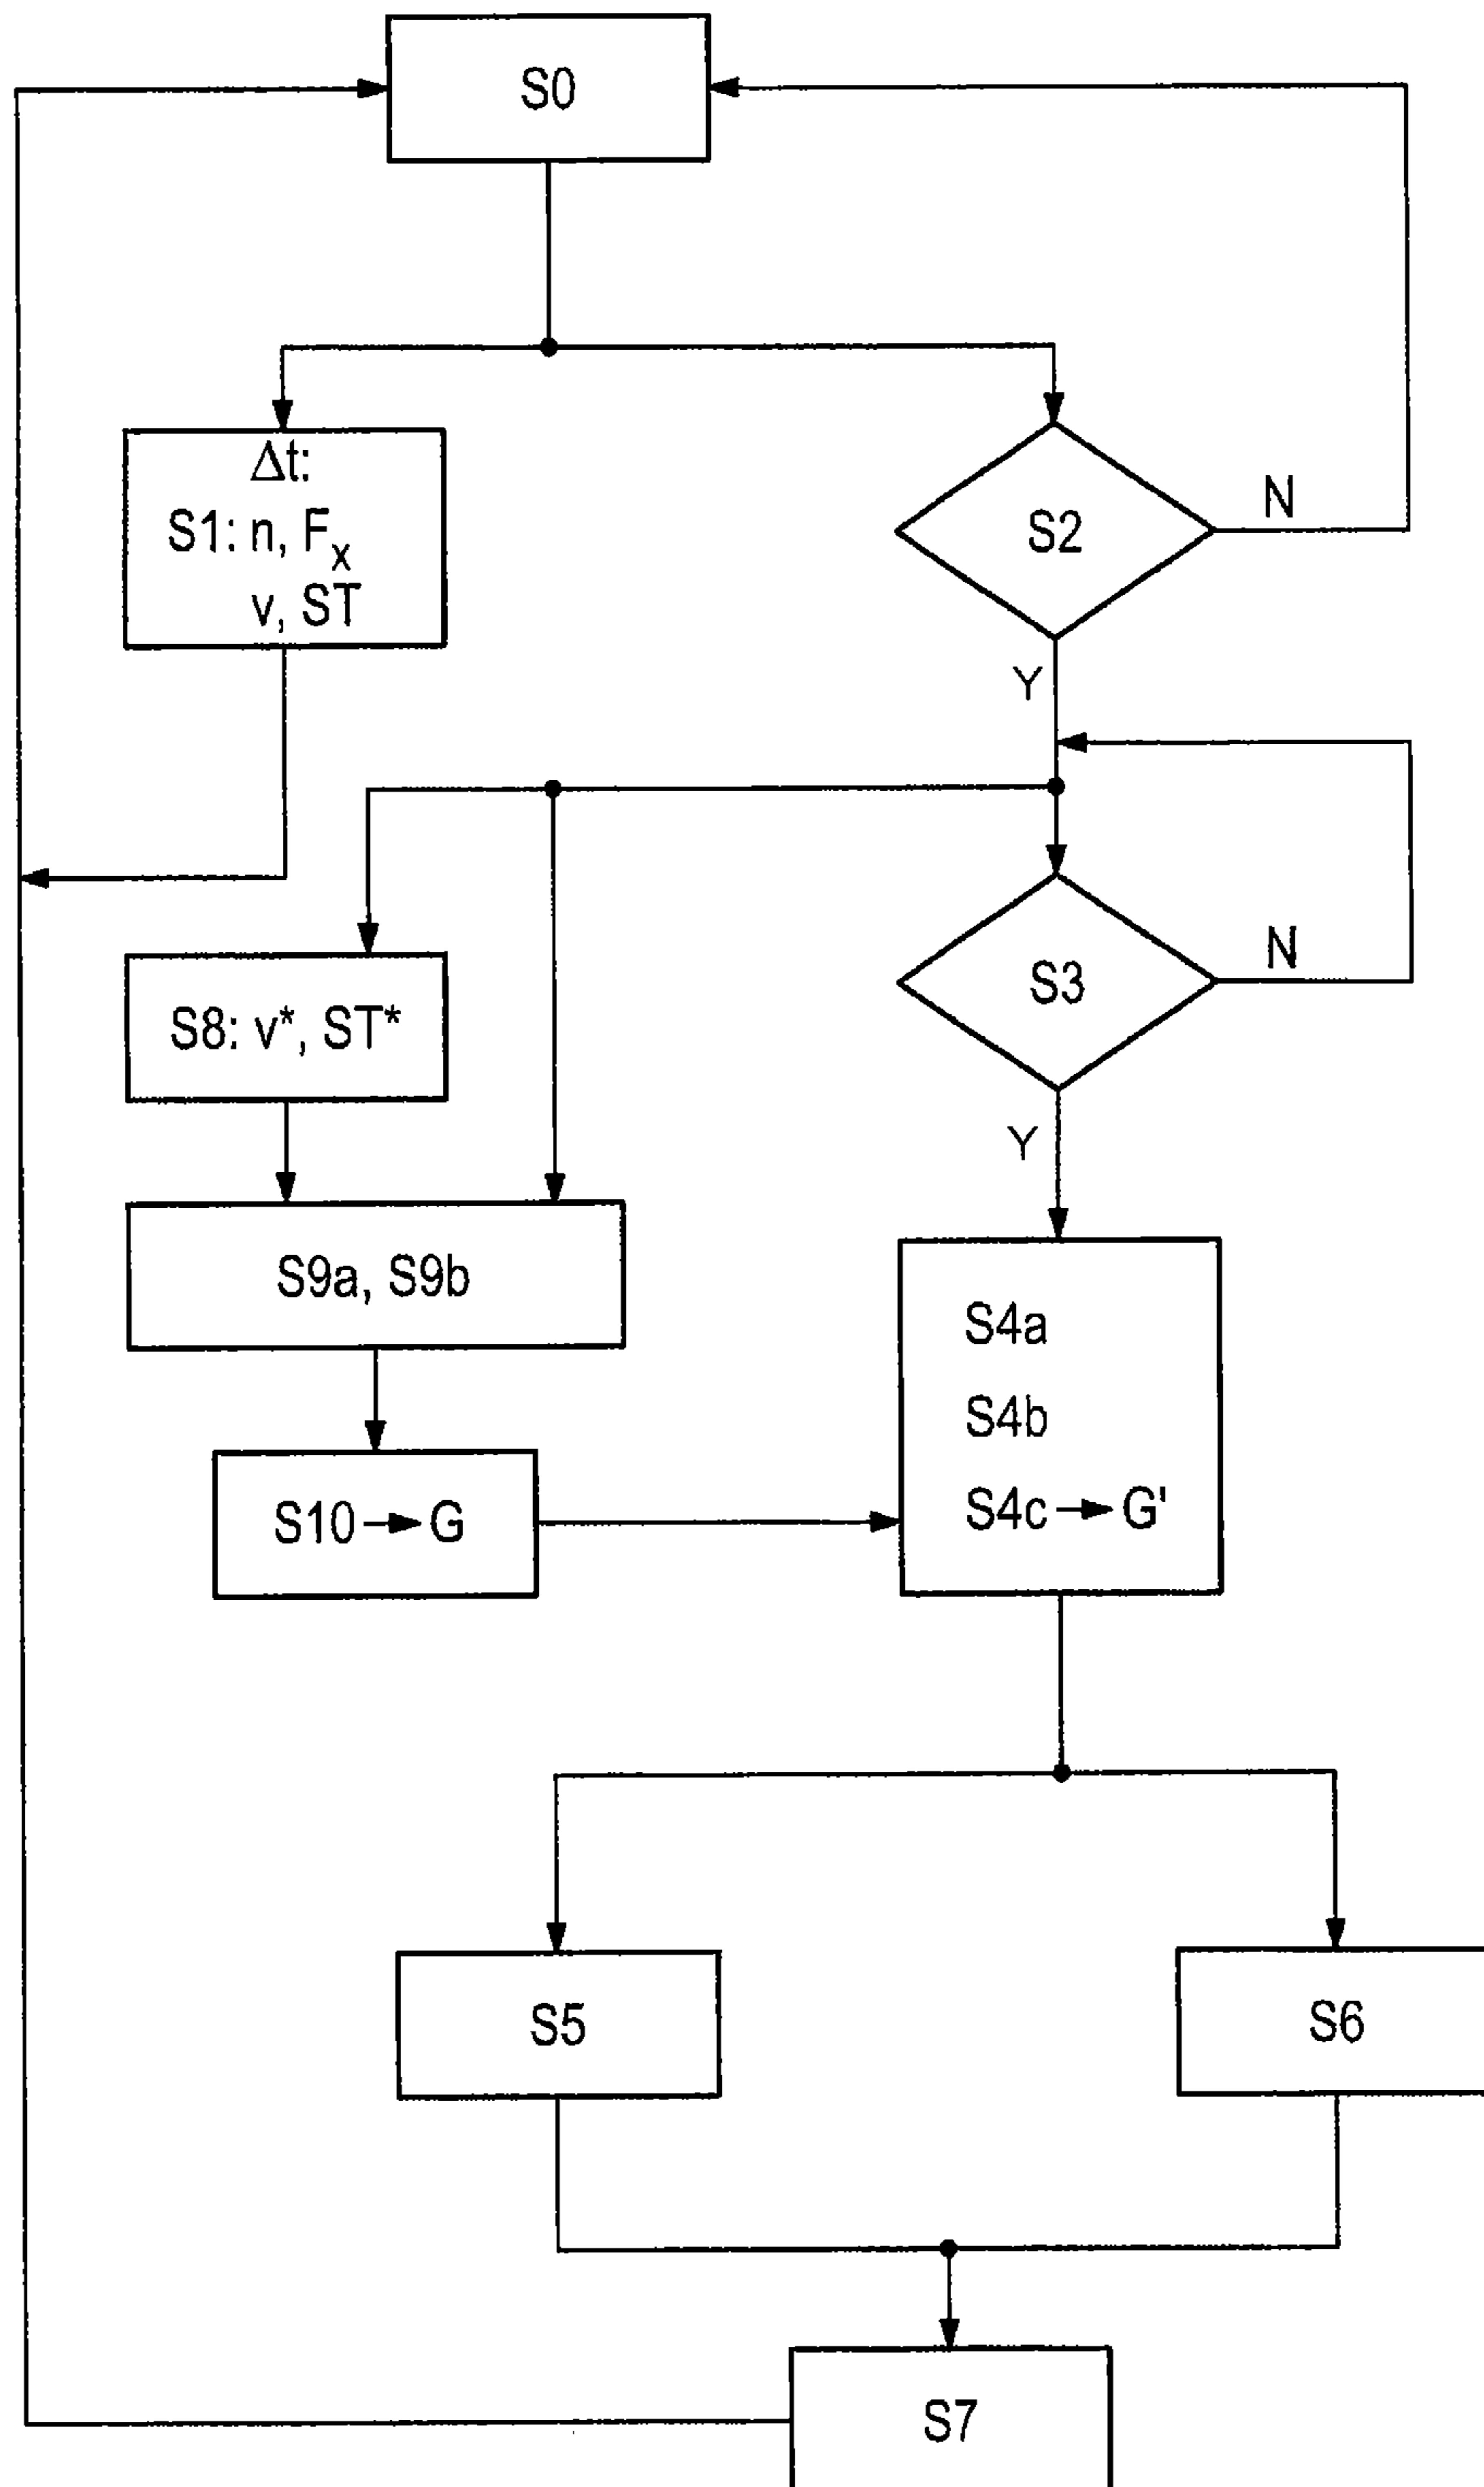 S0
Δt:
S1: n, Fx
v, ST
S2
N
Y
S3
N
S8: v*, ST*
Y
S9a, S9b
S4a
S4b
S4c → G'
S10 → G
S5
S6
S7